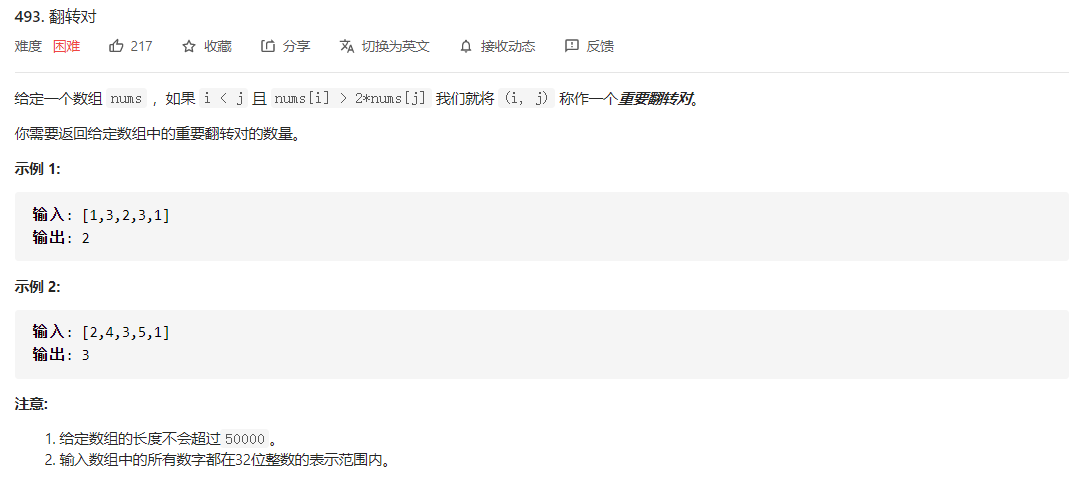 493. 翻转对
难度 困难 217 收藏 分享 切换为英文 接收动态 反馈
给定一个数组 nums ，如果 i < j 且 nums[i] > 2*nums[j] 我们就将 (i, j) 称作一个重要翻转对。
你需要返回给定数组中的重要翻转对的数量。
示例 1:
输入: [1,3,2,3,1]
输出: 2
示例 2:
输入: [2,4,3,5,1]
输出: 3
注意:
1. 给定数组的长度不会超过50000。
2. 输入数组中的所有数字都在32位整数的表示范围内。